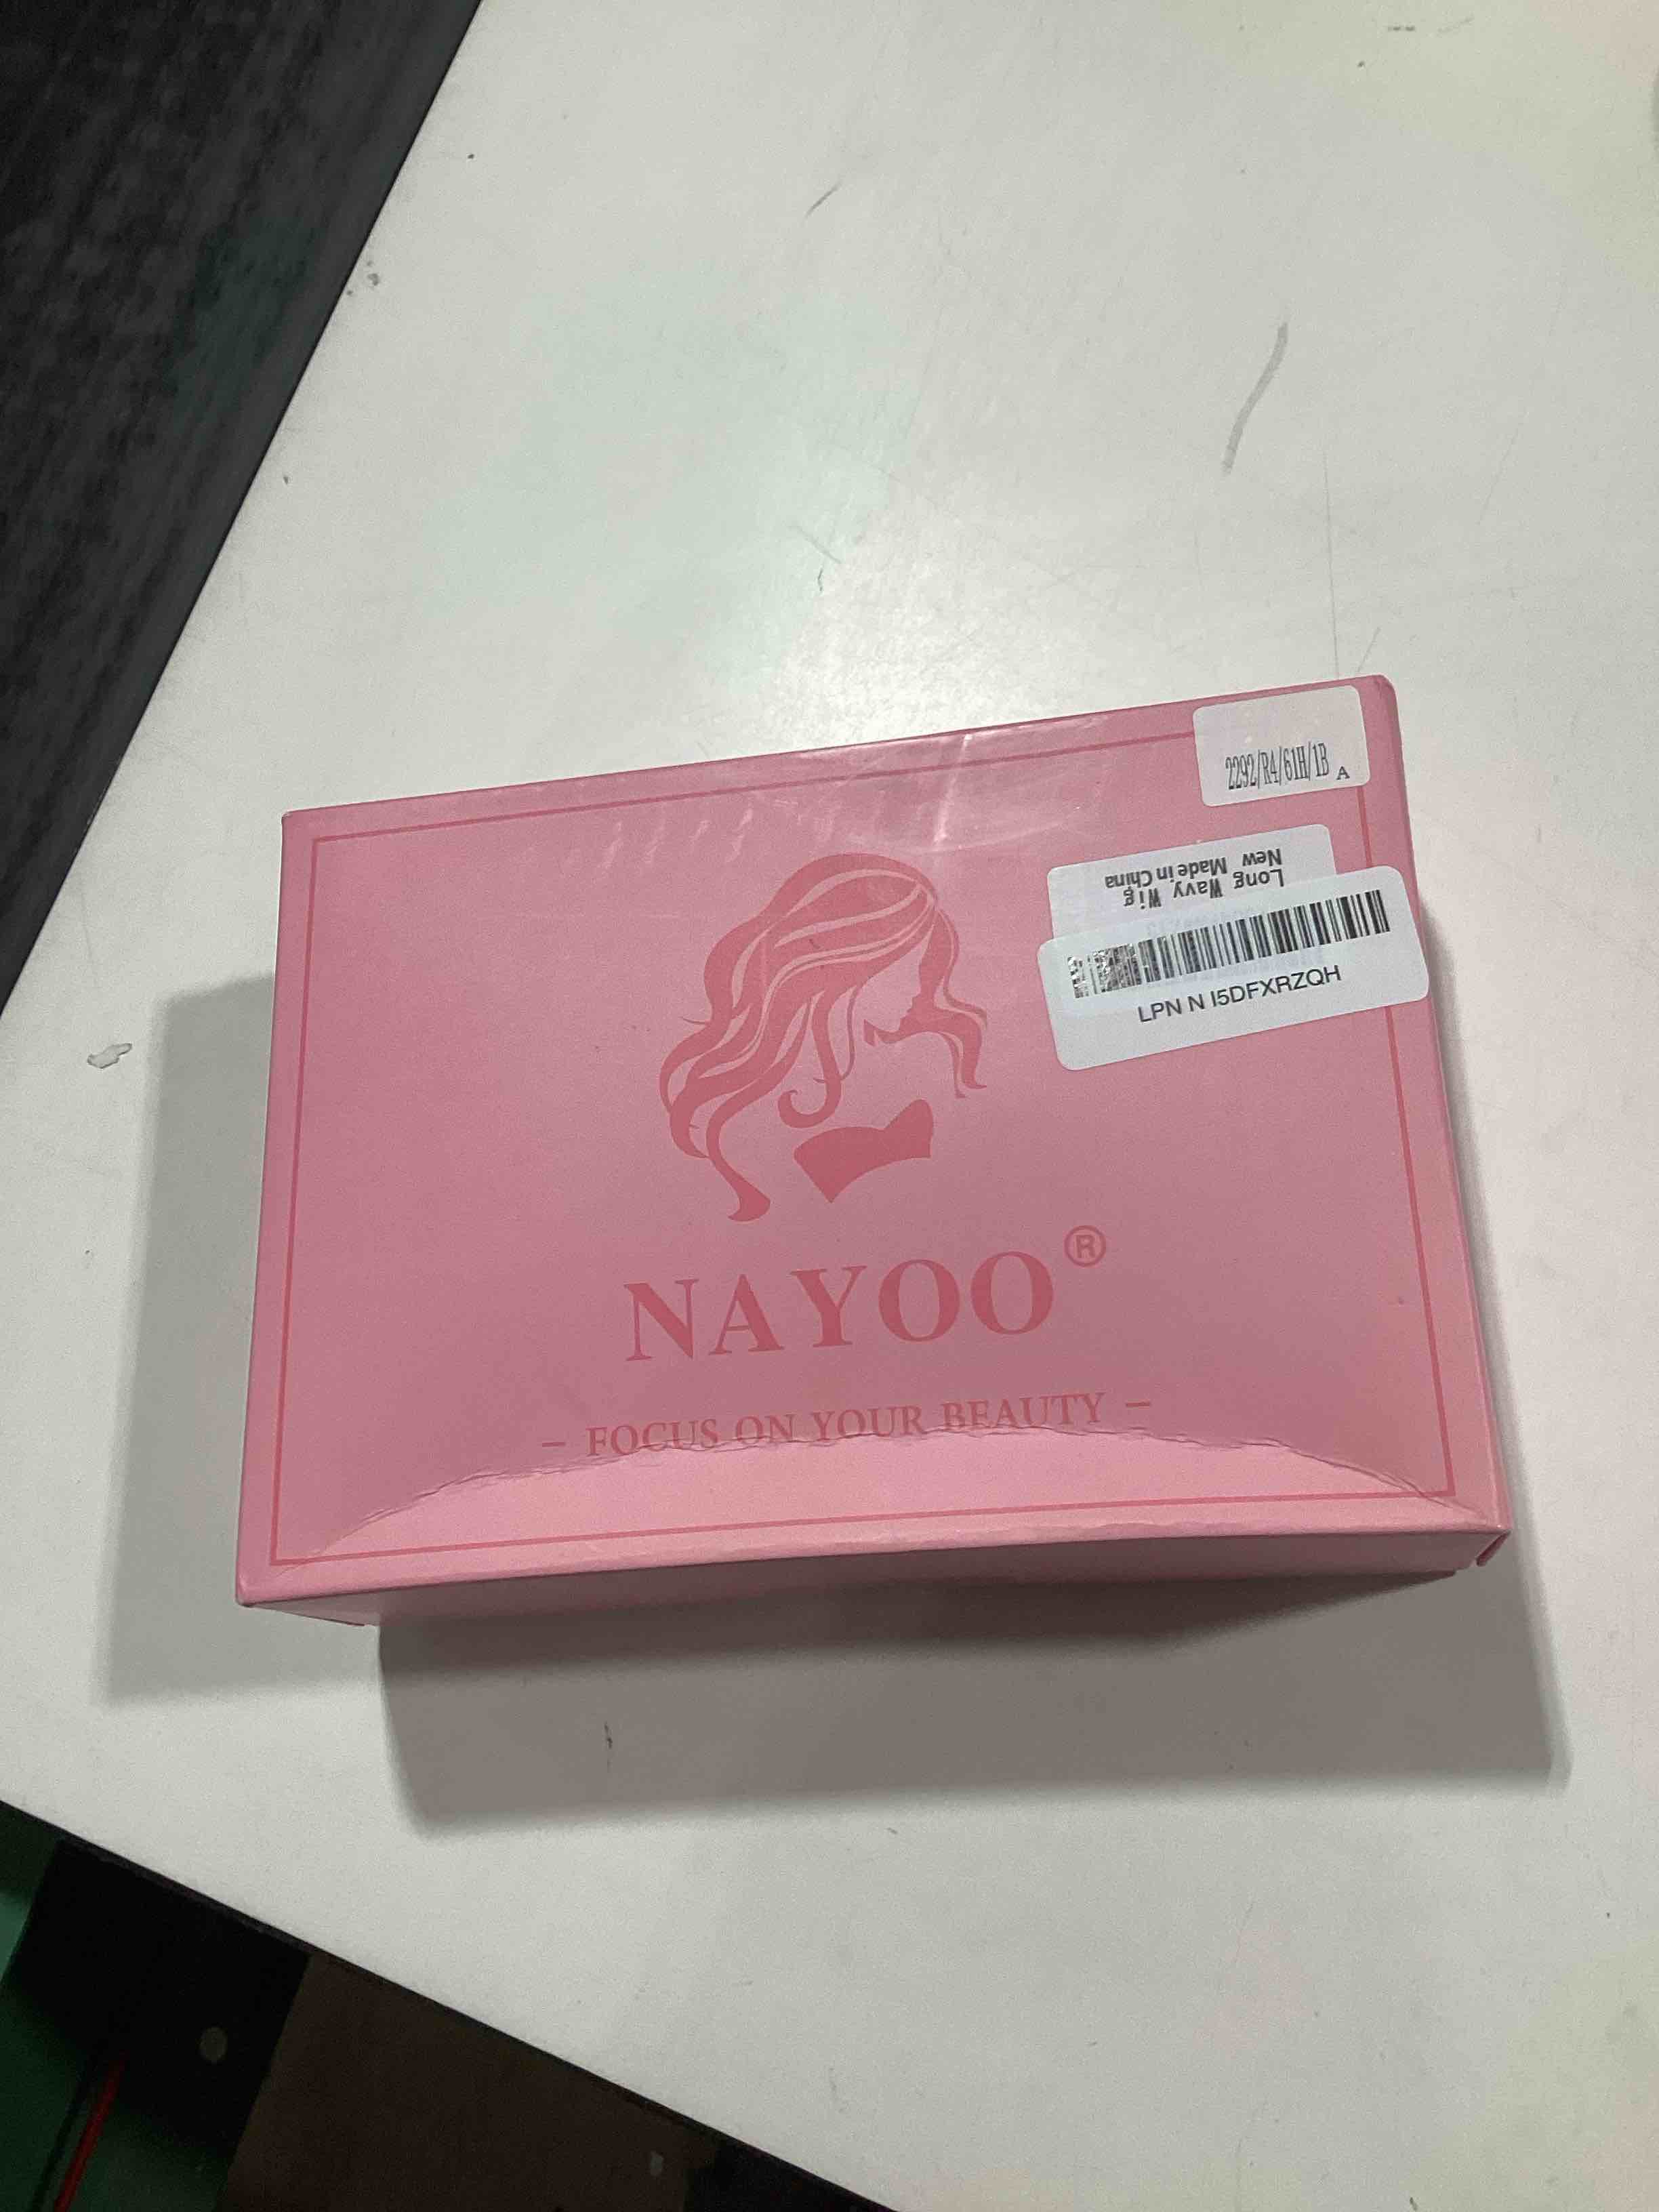 2292/R4/61H/1B A
Long Wavy Wig
New Made in China
LPN N I5DFXRZQH
NAYOO®
- FOCUS ON YOUR BEAUTY -